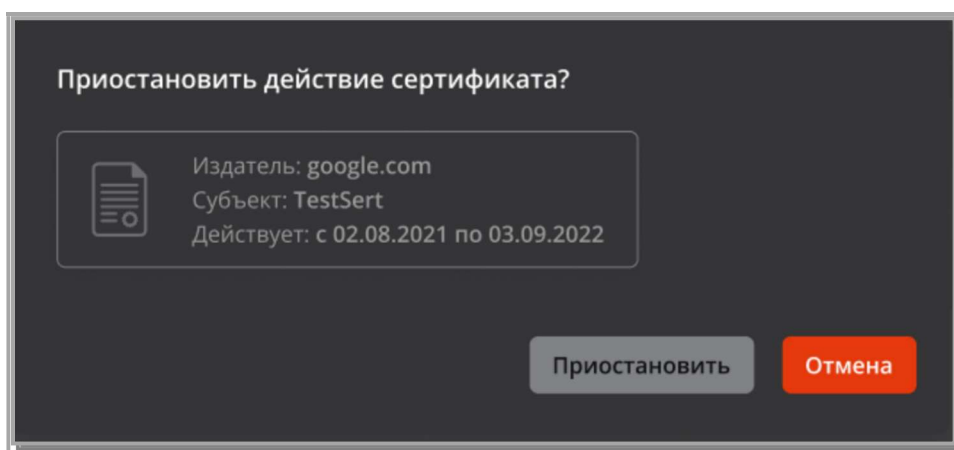 Приостановить действие сертификата?
Издатель: google.com
Субъект: TestSert
Действует: с 02.08.2021 по 03.09.2022
Приостановить Отмена